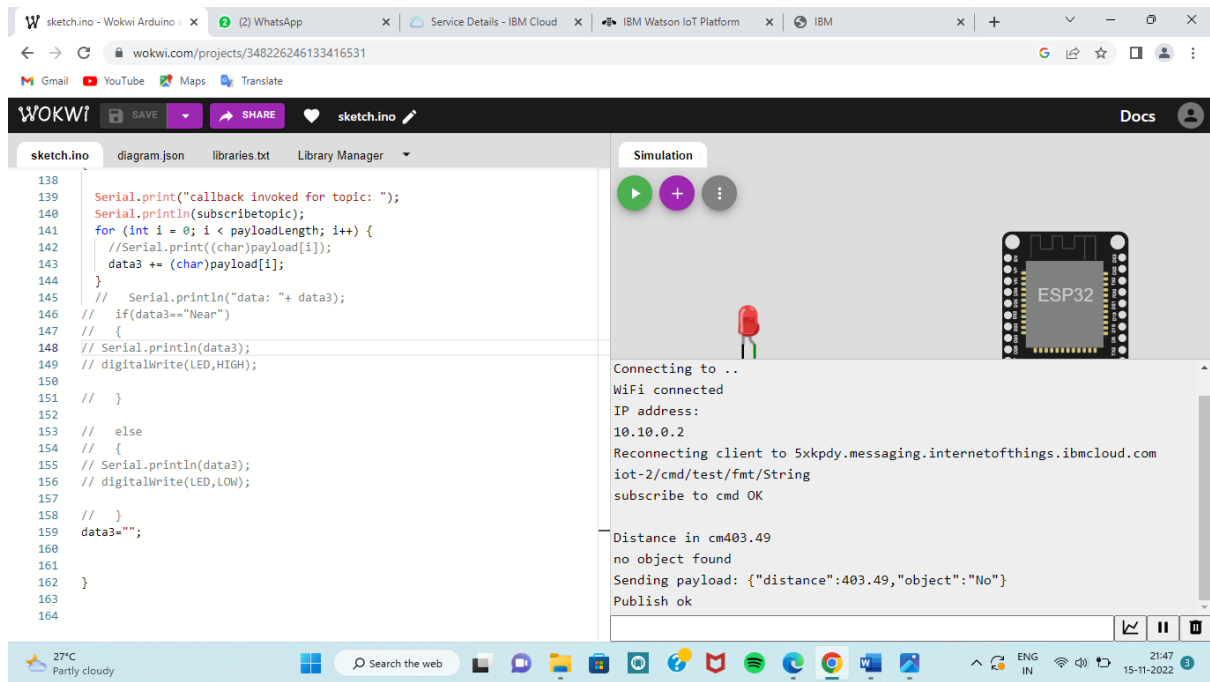 sketch.ino - Wokwi Arduino
(2) WhatsApp
Service Details - IBM Cloud
IBM Watson IoT Platform
IBM
wokwi.com/projects/348226246133416531
Gmail YouTube Maps Translate
WOKWi SAVE SHARE sketch.ino Docs
sketch.ino diagram.json libraries.txt Library Manager
138
139 Serial.print("callback invoked for topic: ");
140 Serial.println(subscribetopic);
141 for (int i = 0; i < payloadLength; i++) {
142 //Serial.print((char)payload[i]);
143 data3 += (char)payload[i];
144 }
145 // Serial.println("data: "+ data3);
146 // if(data3=="Near")
147 // {
148 // Serial.println(data3);
149 // digitalWrite(LED,HIGH);
150
151 // }
152
153 // else
154 // {
155 // Serial.println(data3);
156 // digitalWrite(LED,LOW);
157
158 // }
159 data3="";
160
161
162 }
163
164
Simulation
ESP32
Connecting to ..
WiFi connected
IP address:
10.10.0.2
Reconnecting client to 5xkpdy.messaging.internetofthings.ibmcloud.com
iot-2/cmd/test/fmt/String
subscribe to cmd OK
Distance in cm403.49
no object found
Sending payload: {"distance":403.49,"object":"No"}
Publish ok
27°C
Partly cloudy
Search the web
ENG
IN
21:47
15-11-2022
3